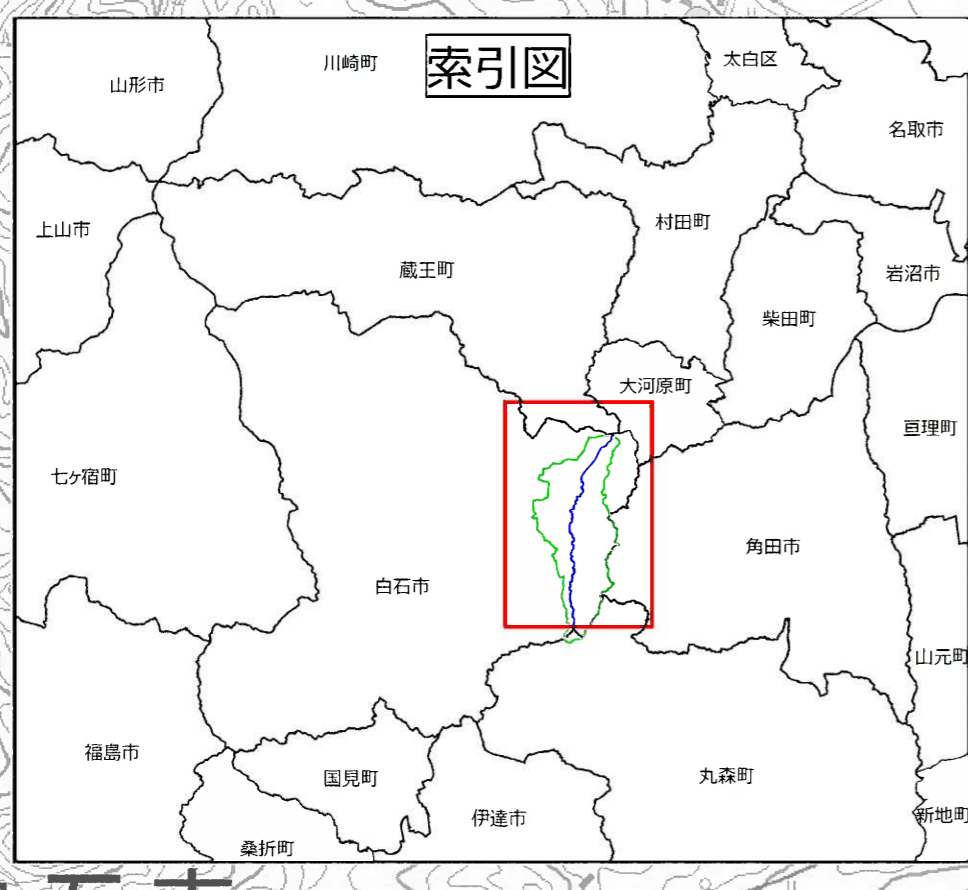 索引図
川崎町
太白区
山形市
名取市
上山市
村田町
蔵王町
岩沼市
柴田町
大河原町
亘理町
七ヶ宿町
角田市
白石市
山元町
福島市
国見町
丸森町
伊達市
新地町
桑折町